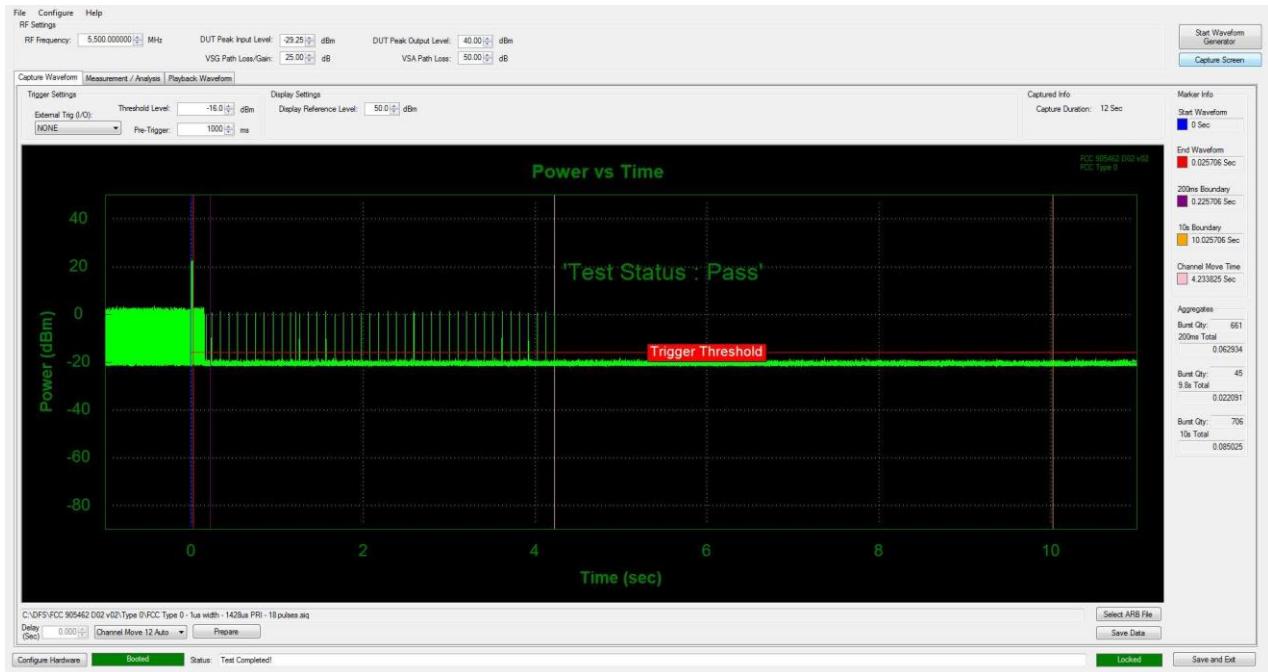 File Configure Help
RF Settings
RF Frequency: 5,500.000000 MHz DUT Peak Input Level: -29.25 dBm DUT Peak Output Level: 40.00 dBm
VSG Path Loss/Gain: 25.00 dB VSA Path Loss: 50.00 dB
Start Waveform
Generator
Capture Screen
Capture Waveform Measurement / Analysis Playback Waveform
Trigger Settings
Threshold Level: -16.0 dBm
External Trig (I/O):
NONE
Pre-Trigger: 1000 ms
Display Settings
Display Reference Level: 50.0 dBm
Captured Info
Capture Duration: 12 Sec
Marker Info
Start Waveform
0 Sec
End Waveform
0.025706 Sec
200ms Boundary
0.225706 Sec
10s Boundary
10.025706 Sec
Channel Move Time
4.233825 Sec
Aggregates
Burst Qty: 661
200ms Total
0.062934
Burst Qty: 45
9.8s Total
0.022091
Burst Qty: 706
10s Total
0.085025
Power vs Time
FCC 905462 D02 v02
FCC Type 0
'Test Status : Pass'
Trigger Threshold
Power (dBm)
40
20
0
-20
-40
-60
-80
0 2 4 6 8 10
Time (sec)
C:\DFS\FCC 905462 D02 v02\Type 0\FCC Type 0 - 1us width - 1428us PRI - 18 pulses.aiq
Select ARB File
Delay
(Sec) 0.000 Channel Move 12 Auto Prepare
Save Data
Configure Hardware Booted Status: Test Completed! Locked Save and Exit